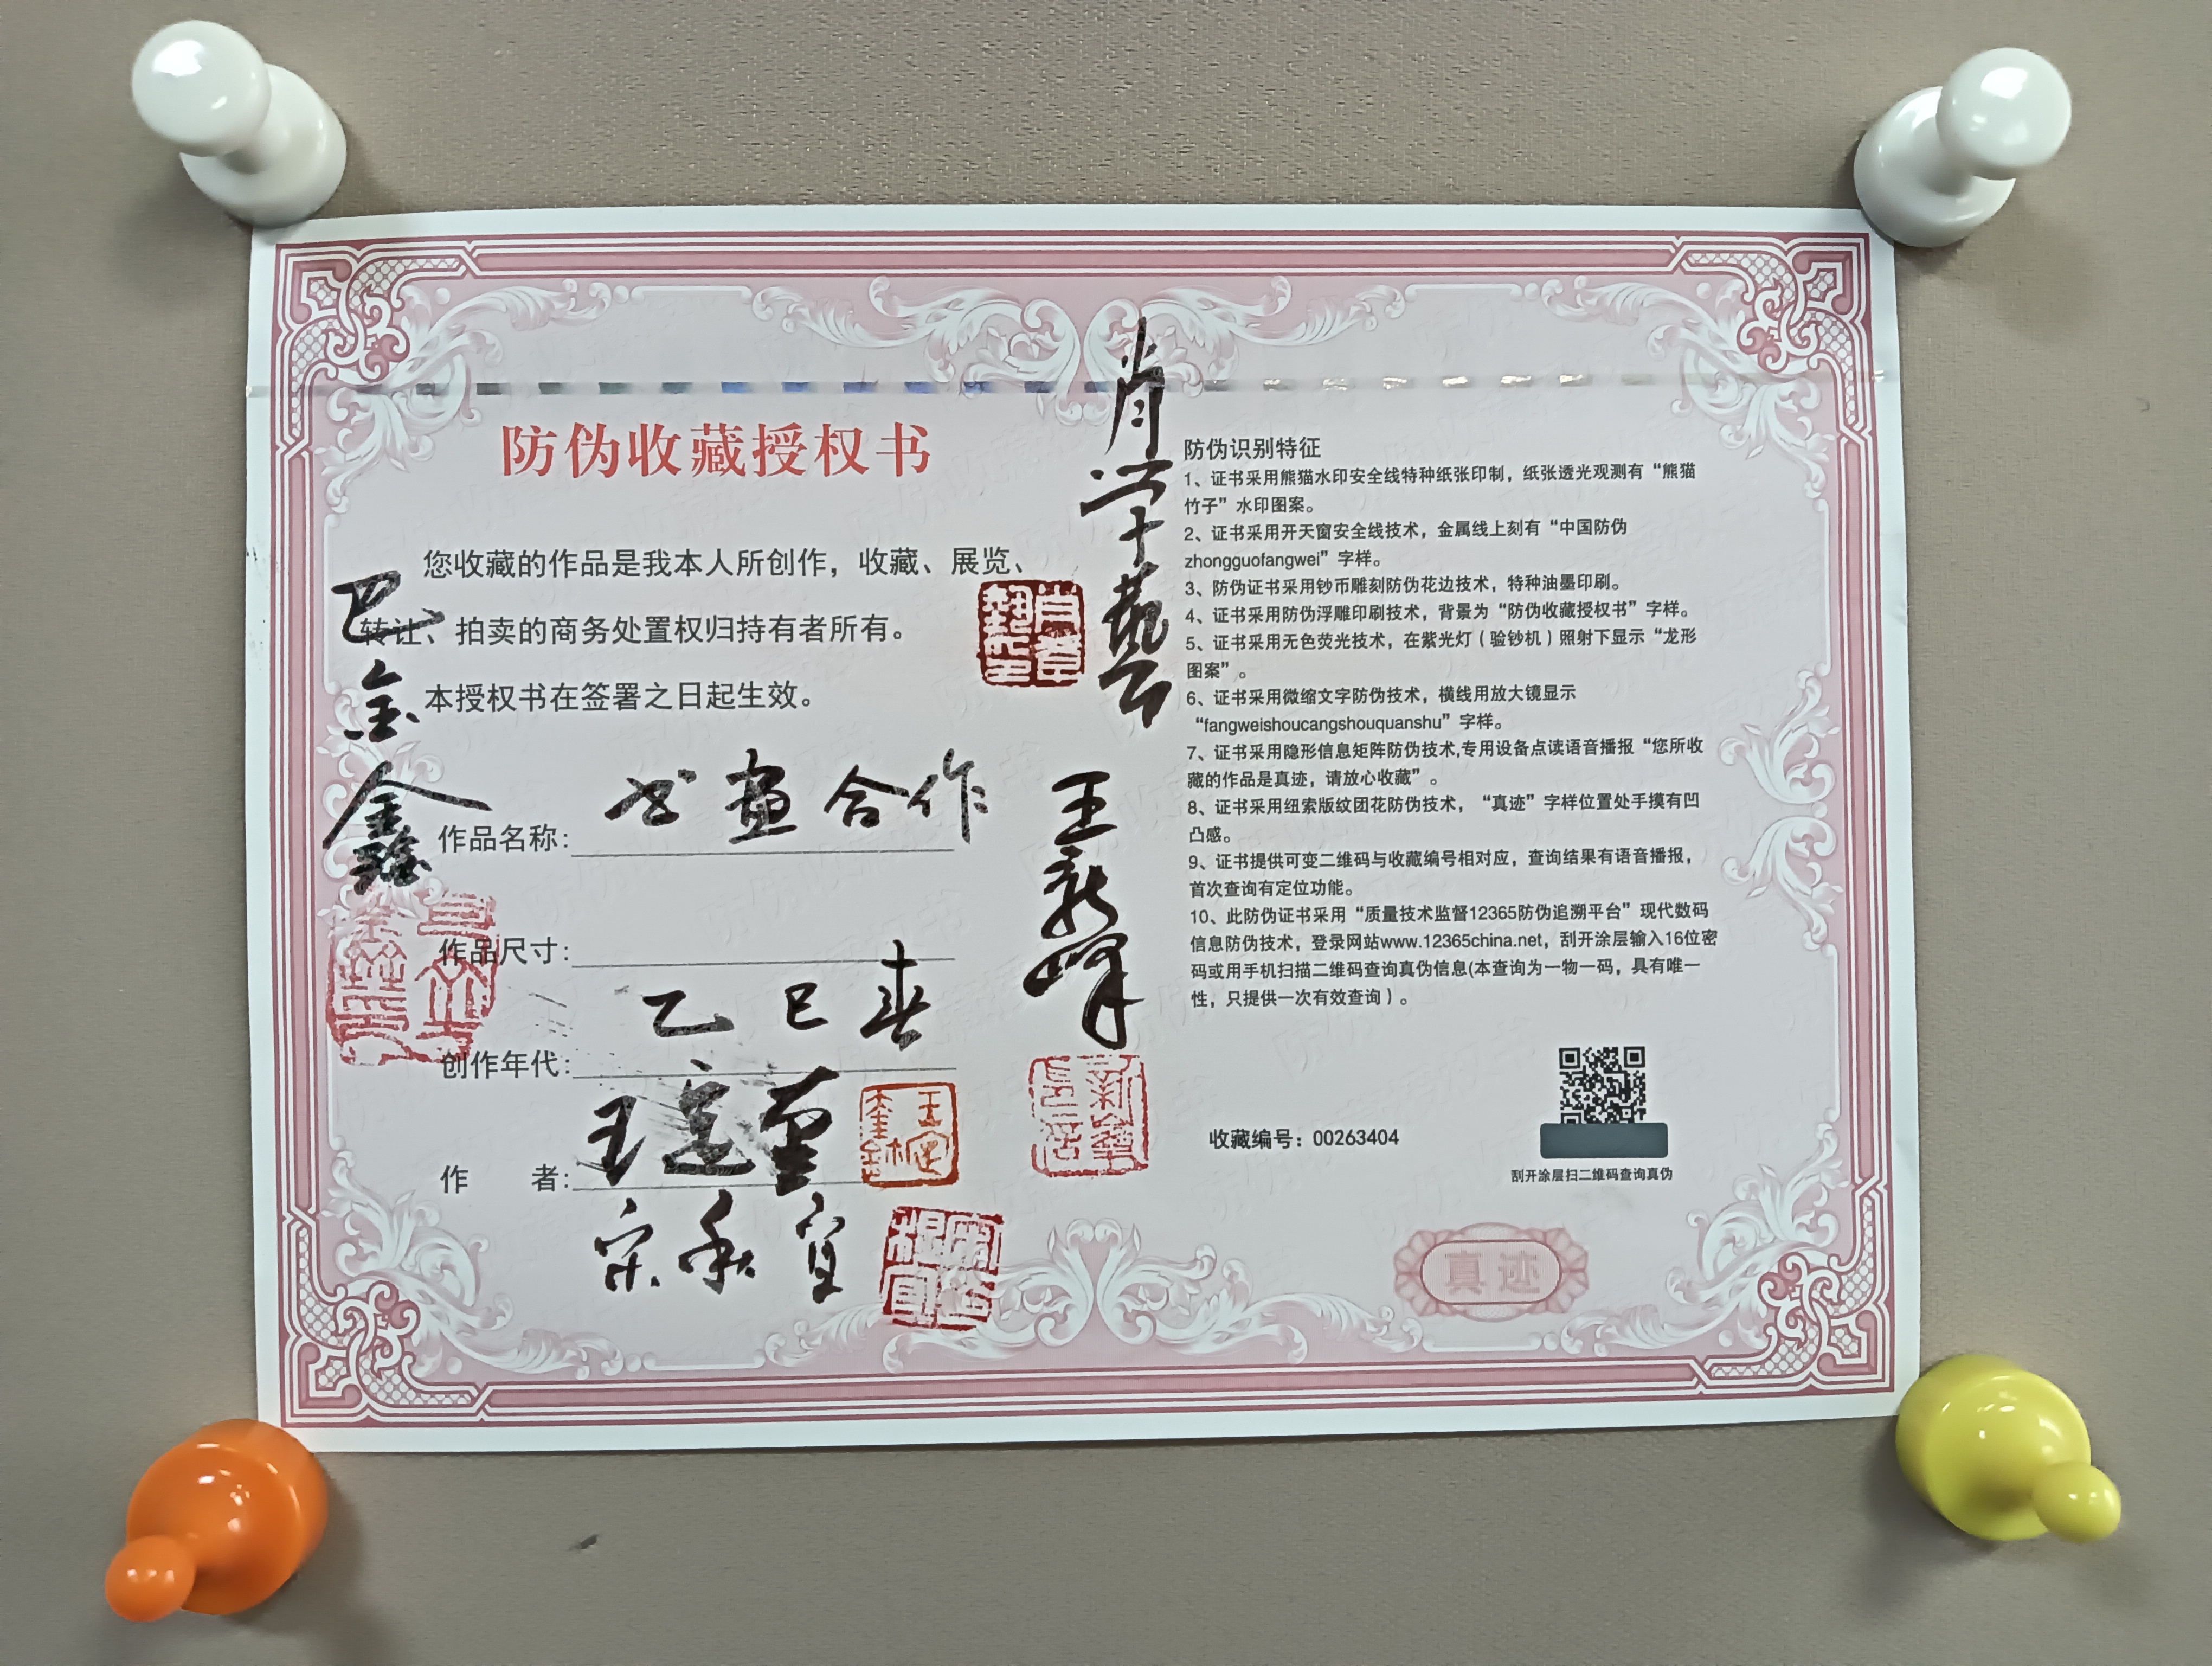 防伪收藏授权书
您收藏的作品是我本人所创作，收藏、展览、
转让、拍卖的商务处置权归持有者所有。
本授权书在签署之日起生效。
作品名称：书画合作
作品尺寸：
创作年代：乙巳春
作 者：王定
宋秋宜
肖学艺
王新峰
巴金鑫
防伪识别特征
1、证书采用熊猫水印安全线特种纸张印制，纸张透光观测有“熊猫
竹子”水印图案。
2、证书采用开天窗安全线技术，金属线上刻有“中国防伪
zhongguofangwei”字样。
3、防伪证书采用钞币雕刻防伪花边技术，特种油墨印刷。
4、证书采用防伪浮雕印刷技术，背景为“防伪收藏授权书”字样。
5、证书采用无色荧光技术，在紫光灯（验钞机）照射下显示“龙形
图案”。
6、证书采用微缩文字防伪技术，横线用放大镜显示
“fangweishoucangshouquanshu”字样。
7、证书采用隐形信息矩阵防伪技术,专用设备点读语音播报“您所收
藏的作品是真迹，请放心收藏”。
8、证书采用纽索版纹团花防伪技术，“真迹”字样位置处手摸有凹
凸感。
9、证书提供可变二维码与收藏编号相对应，查询结果有语音播报，
首次查询有定位功能。
10、此防伪证书采用“质量技术监督12365防伪追溯平台”现代数码
信息防伪技术，登录网站www.12365china.net，刮开涂层输入16位密
码或用手机扫描二维码查询真伪信息(本查询为一物一码，具有唯一
性，只提供一次有效查询）。
收藏编号：00263404
刮开涂层扫二维码查询真伪
真迹